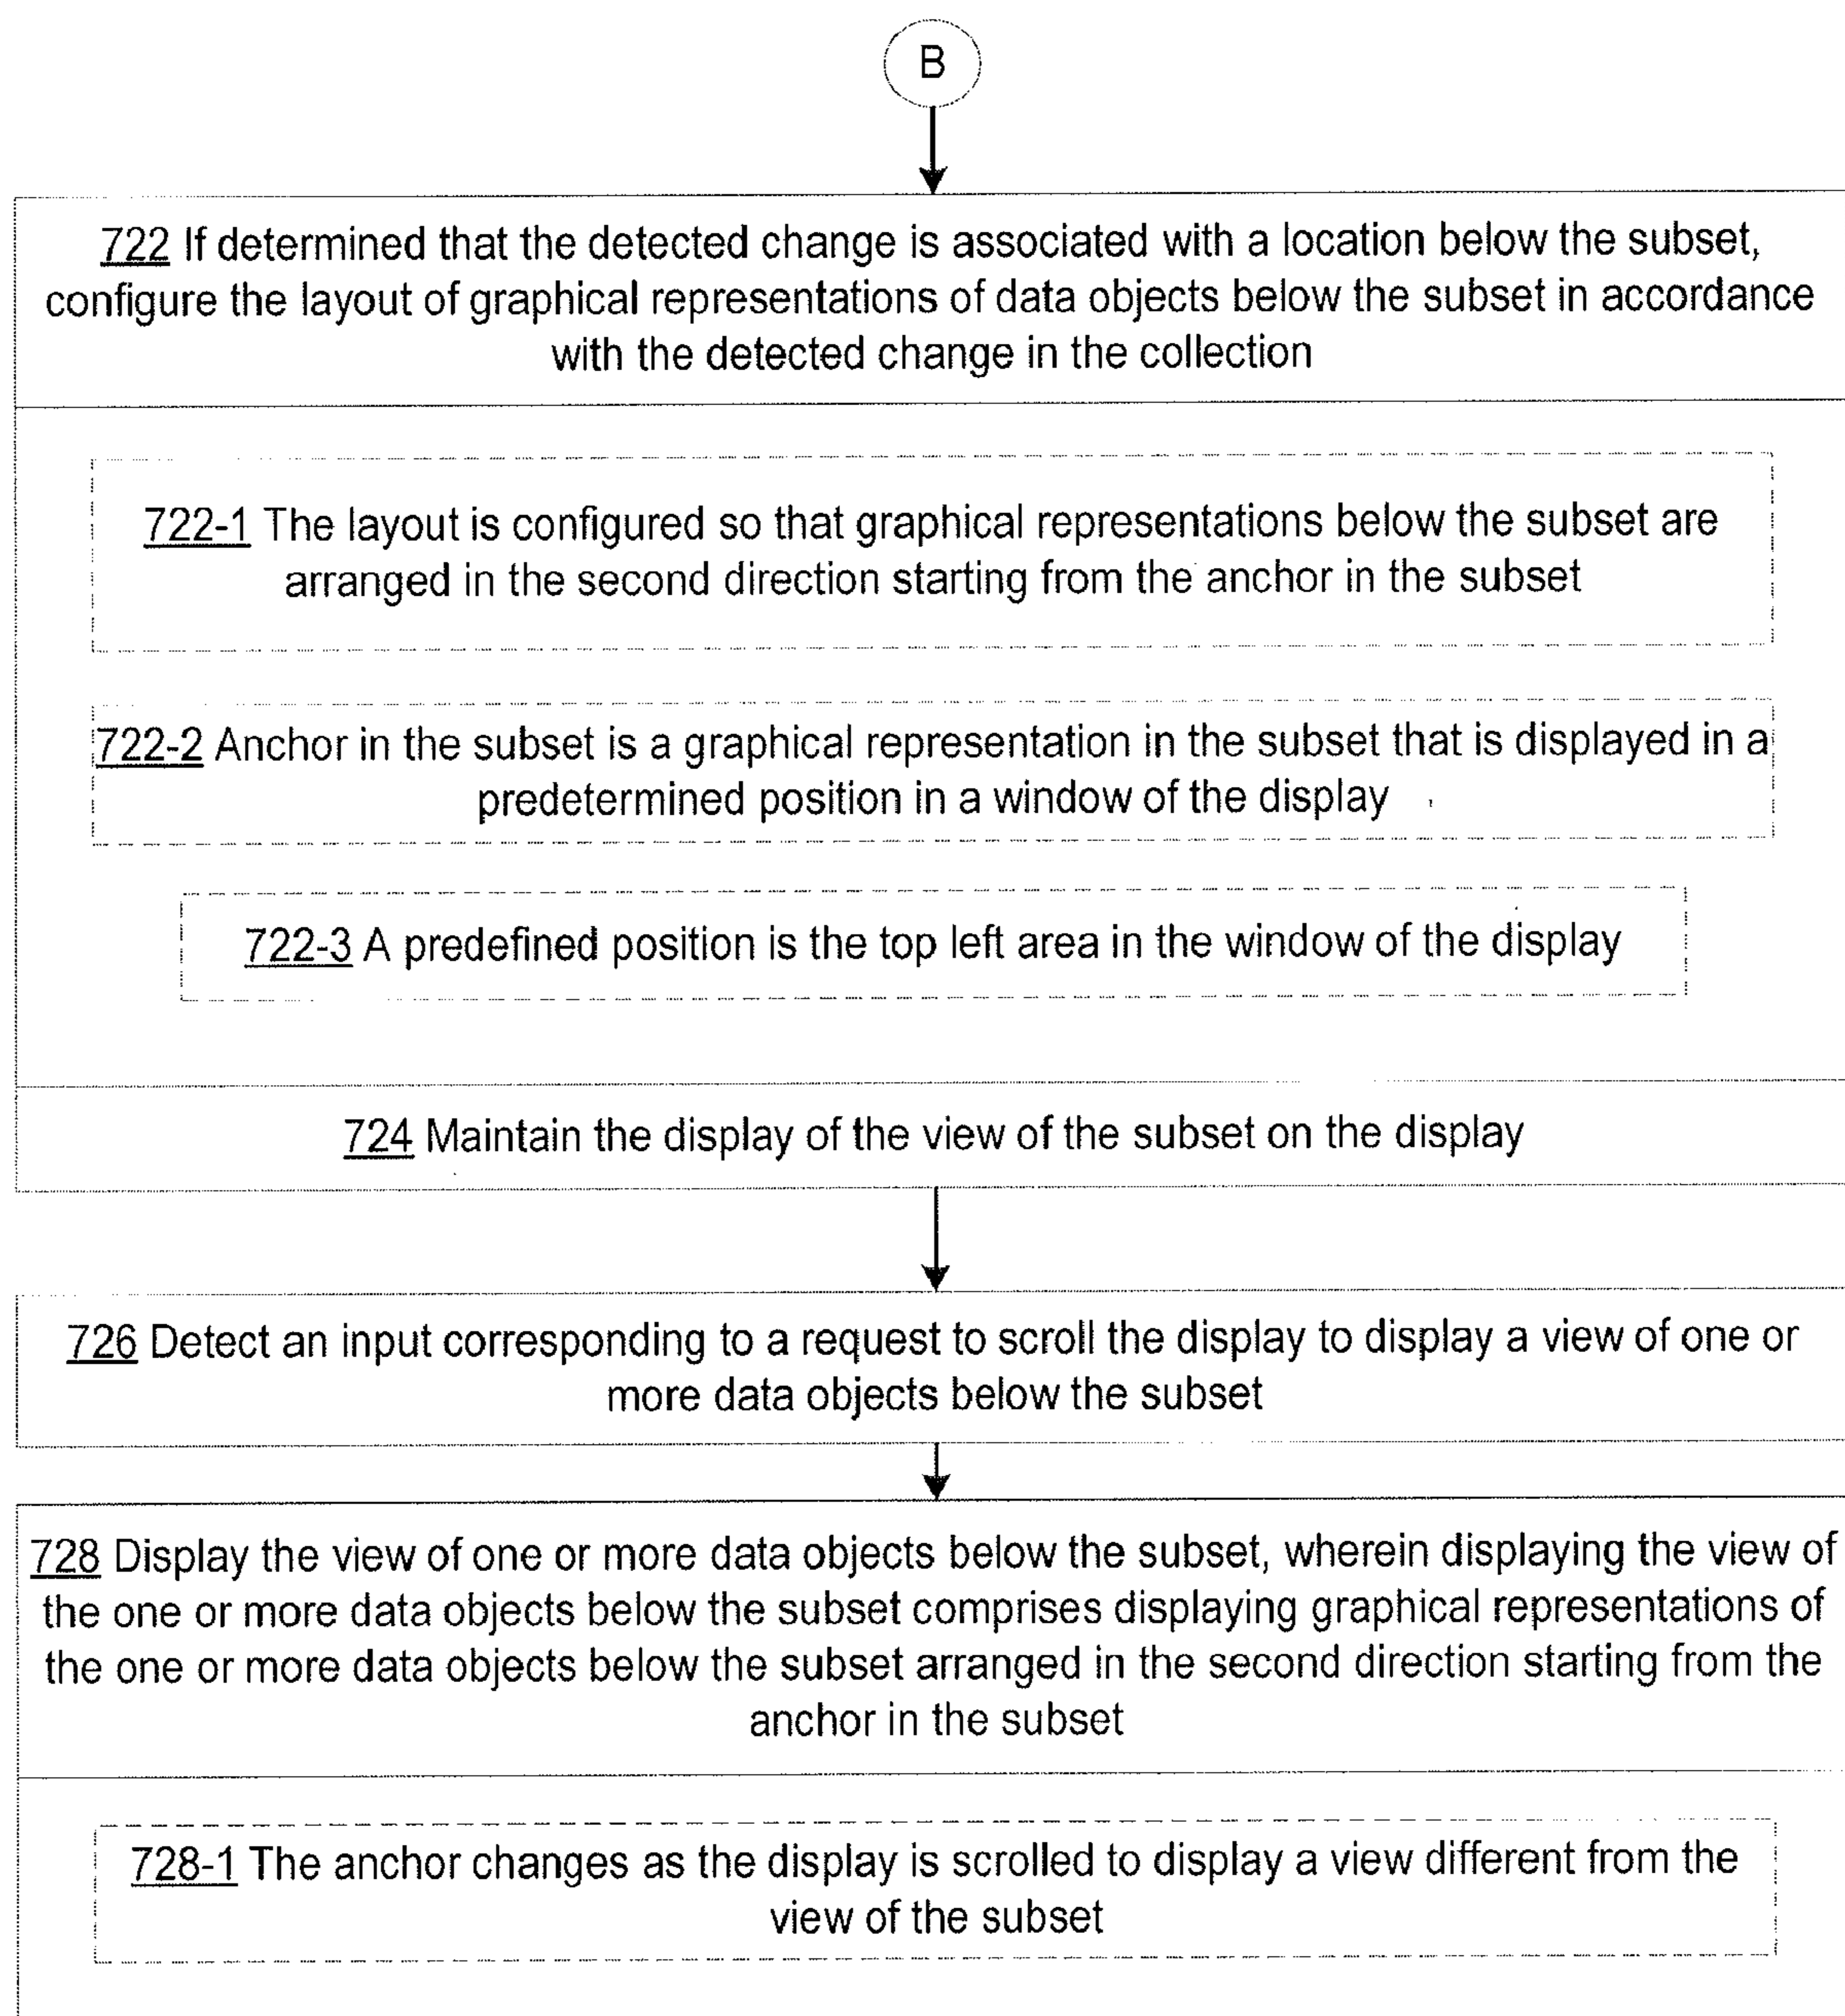 B
722 If determined that the detected change is associated with a location below the subset,
configure the layout of graphical representations of data objects below the subset in accordance
with the detected change in the collection
722-1 The layout is configured so that graphical representations below the subset are
arranged in the second direction starting from the anchor in the subset
722-2 Anchor in the subset is a graphical representation in the subset that is displayed in a
predetermined position in a window of the display
722-3 A predefined position is the top left area in the window of the display
724 Maintain the display of the view of the subset on the display
726 Detect an input corresponding to a request to scroll the display to display a view of one or
more data objects below the subset
728 Display the view of one or more data objects below the subset, wherein displaying the view of
the one or more data objects below the subset comprises displaying graphical representations of
the one or more data objects below the subset arranged in the second direction starting from the
anchor in the subset
728-1 The anchor changes as the display is scrolled to display a view different from the
view of the subset